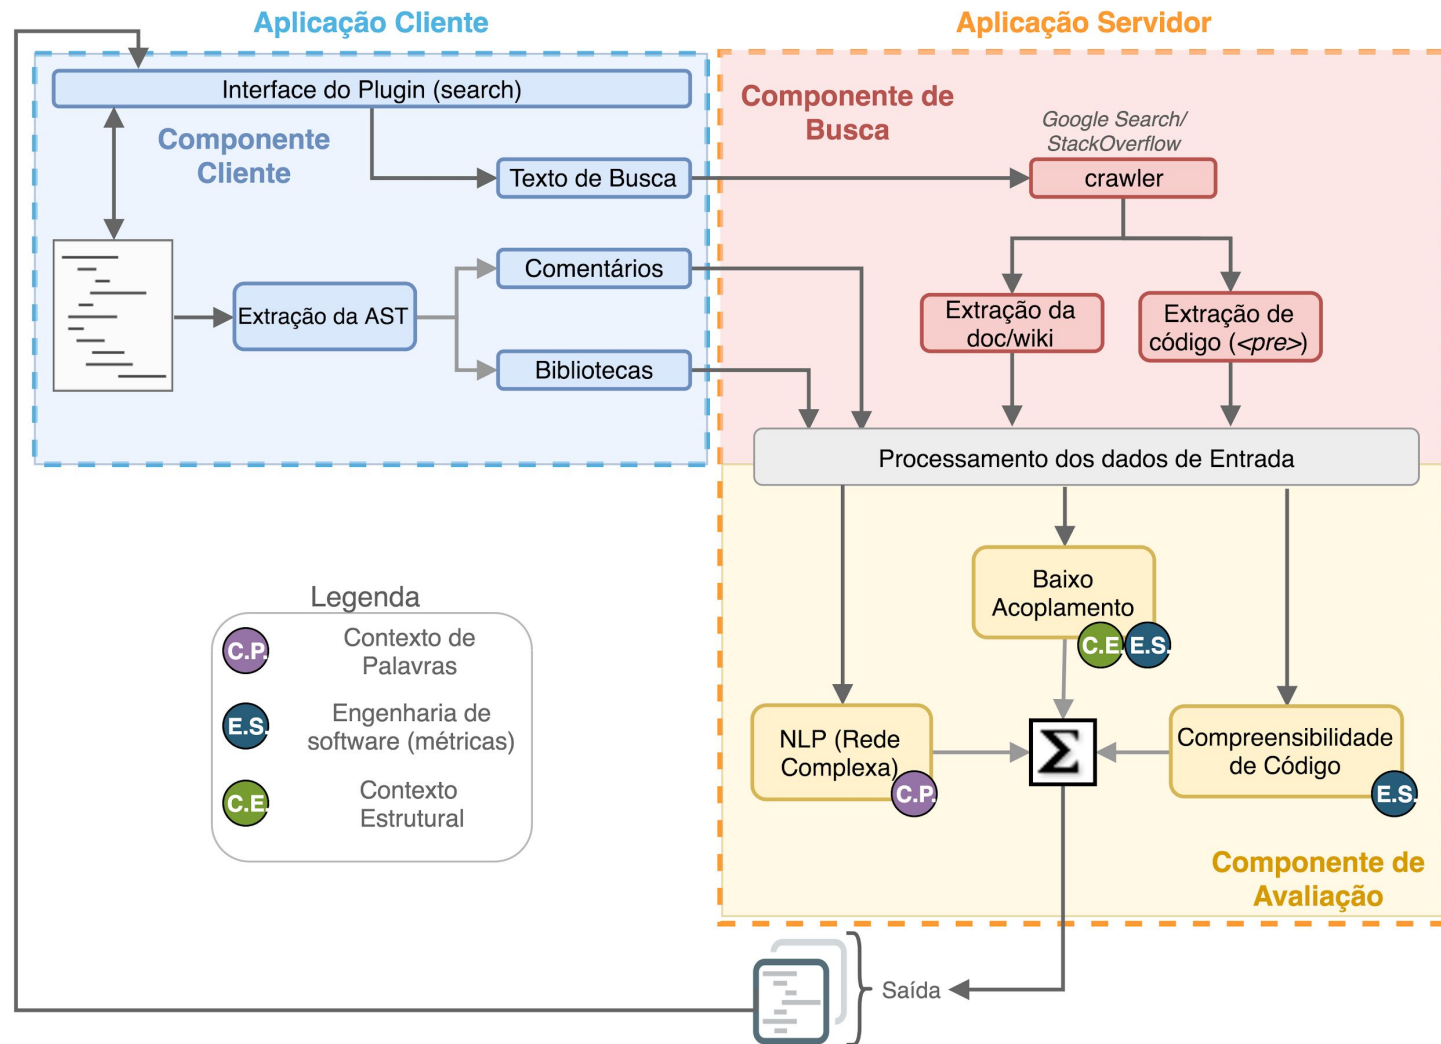 Aplicação Cliente
Aplicação Servidor
Interface do Plugin (search)
Componente
Cliente
Texto de Busca
Comentários
Extração da AST
Bibliotecas
Componente de
Busca
Google Search/
StackOverflow
crawler
Extração da
doc/wiki
Extração de
código (<pre>)
Processamento dos dados de Entrada
Baixo
Acoplamento
C.E.
E.S.
NLP (Rede
Complexa)
C.P.
Σ
Compreensibilidade
de Código
E.S.
Componente de
Avaliação
Legenda
C.P.
Contexto de
Palavras
E.S.
Engenharia de
software (métricas)
C.E.
Contexto
Estrutural
Saída